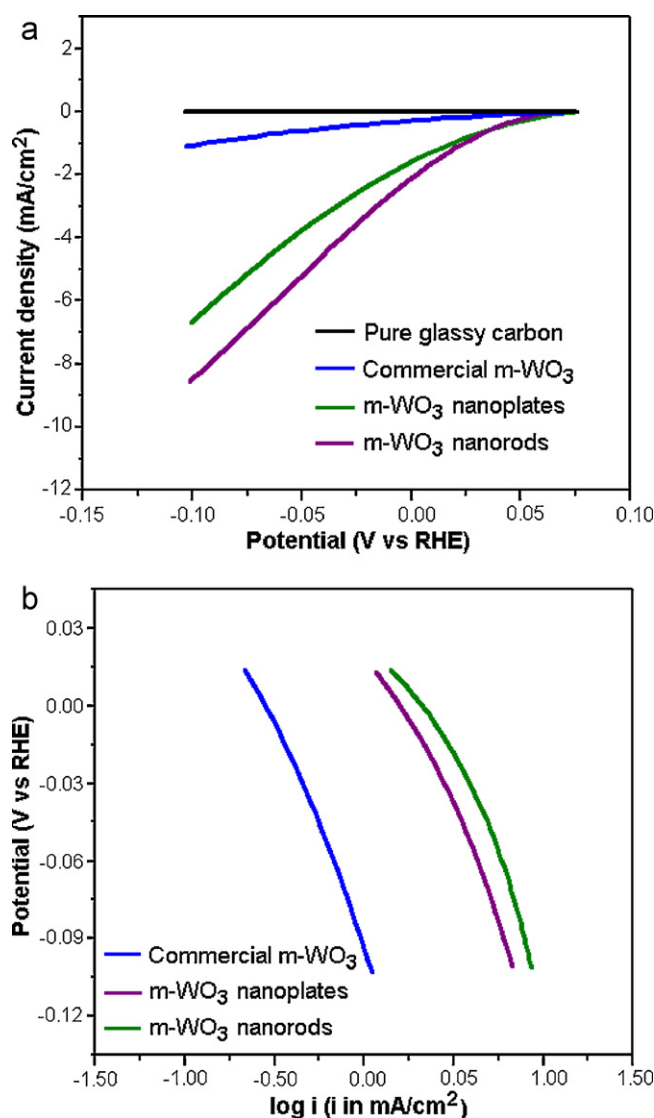 a
2
0
-2
-4
-6
-8
-10
-12
Current density (mA/cm²)
Pure glassy carbon
Commercial m-WO₃
m-WO₃ nanoplates
m-WO₃ nanorods
-0.15 -0.10 -0.05 0.00 0.05 0.10
Potential (V vs RHE)
b
0.03
0.00
-0.03
-0.06
-0.09
-0.12
Potential (V vs RHE)
Commercial m-WO₃
m-WO₃ nanoplates
m-WO₃ nanorods
-1.50 -1.00 -0.50 0.00 0.05 1.00 1.50
log i (i in mA/cm²)